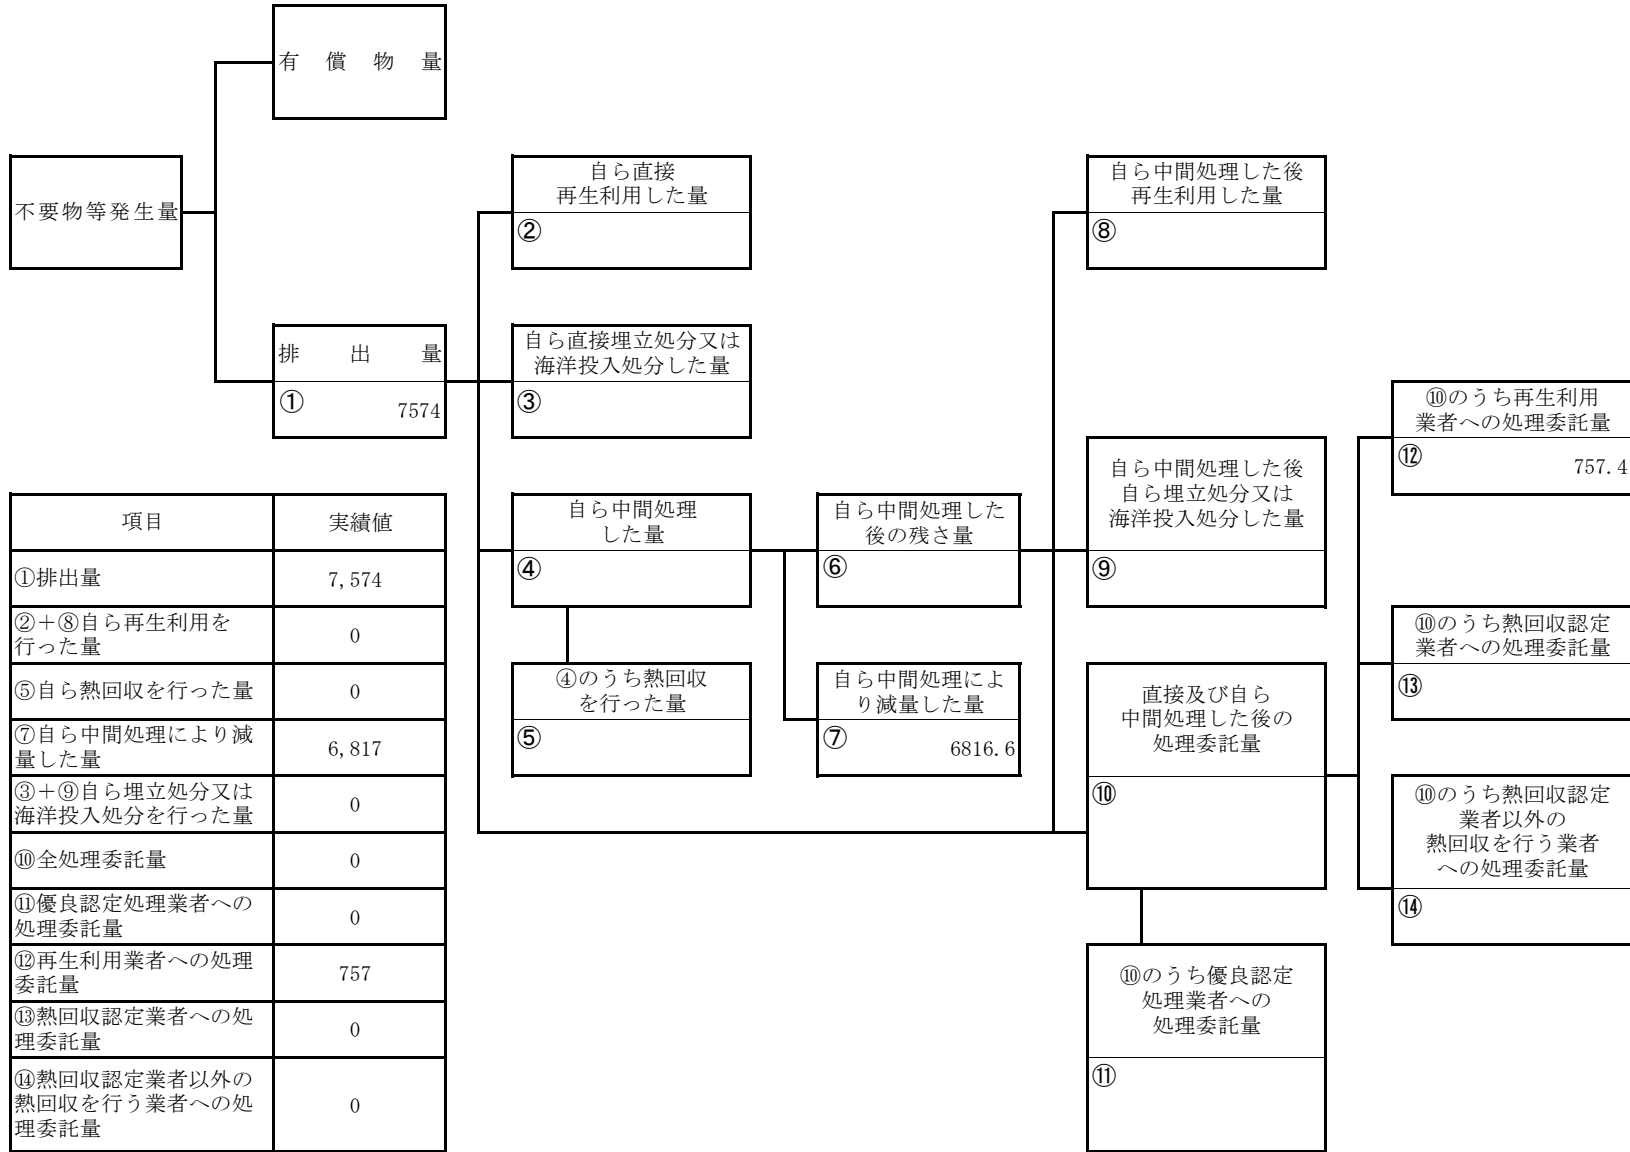 有償物量
不要物等発生量
排出量
① 7574
自ら直接
再生利用した量
②
自ら直接埋立処分又は
海洋投入処分した量
③
自ら中間処理
した量
④
④のうち熱回収
を行った量
⑤
自ら中間処理した
後の残さ量
⑥
自ら中間処理によ
り減量した量
⑦ 6816.6
自ら中間処理した後
再生利用した量
⑧
自ら中間処理した後
自ら埋立処分又は
海洋投入処分した量
⑨
直接及び自ら
中間処理した後の
処理委託量
⑩
⑩のうち優良認定
処理業者への
処理委託量
⑪
⑩のうち再生利用
業者への処理委託量
⑫ 757.4
⑩のうち熱回収認定
業者への処理委託量
⑬
⑩のうち熱回収認定
業者以外の
熱回収を行う業者
への処理委託量
⑭
項目 実績値
①排出量 7,574
②+⑧自ら再生利用を
行った量 0
⑤自ら熱回収を行った量 0
⑦自ら中間処理により減
量した量 6,817
③+⑨自ら埋立処分又は
海洋投入処分を行った量 0
⑩全処理委託量 0
⑪優良認定処理業者への
処理委託量 0
⑫再生利用業者への処理
委託量 757
⑬熱回収認定業者への処
理委託量 0
⑭熱回収認定業者以外の
熱回収を行う業者への処
理委託量 0